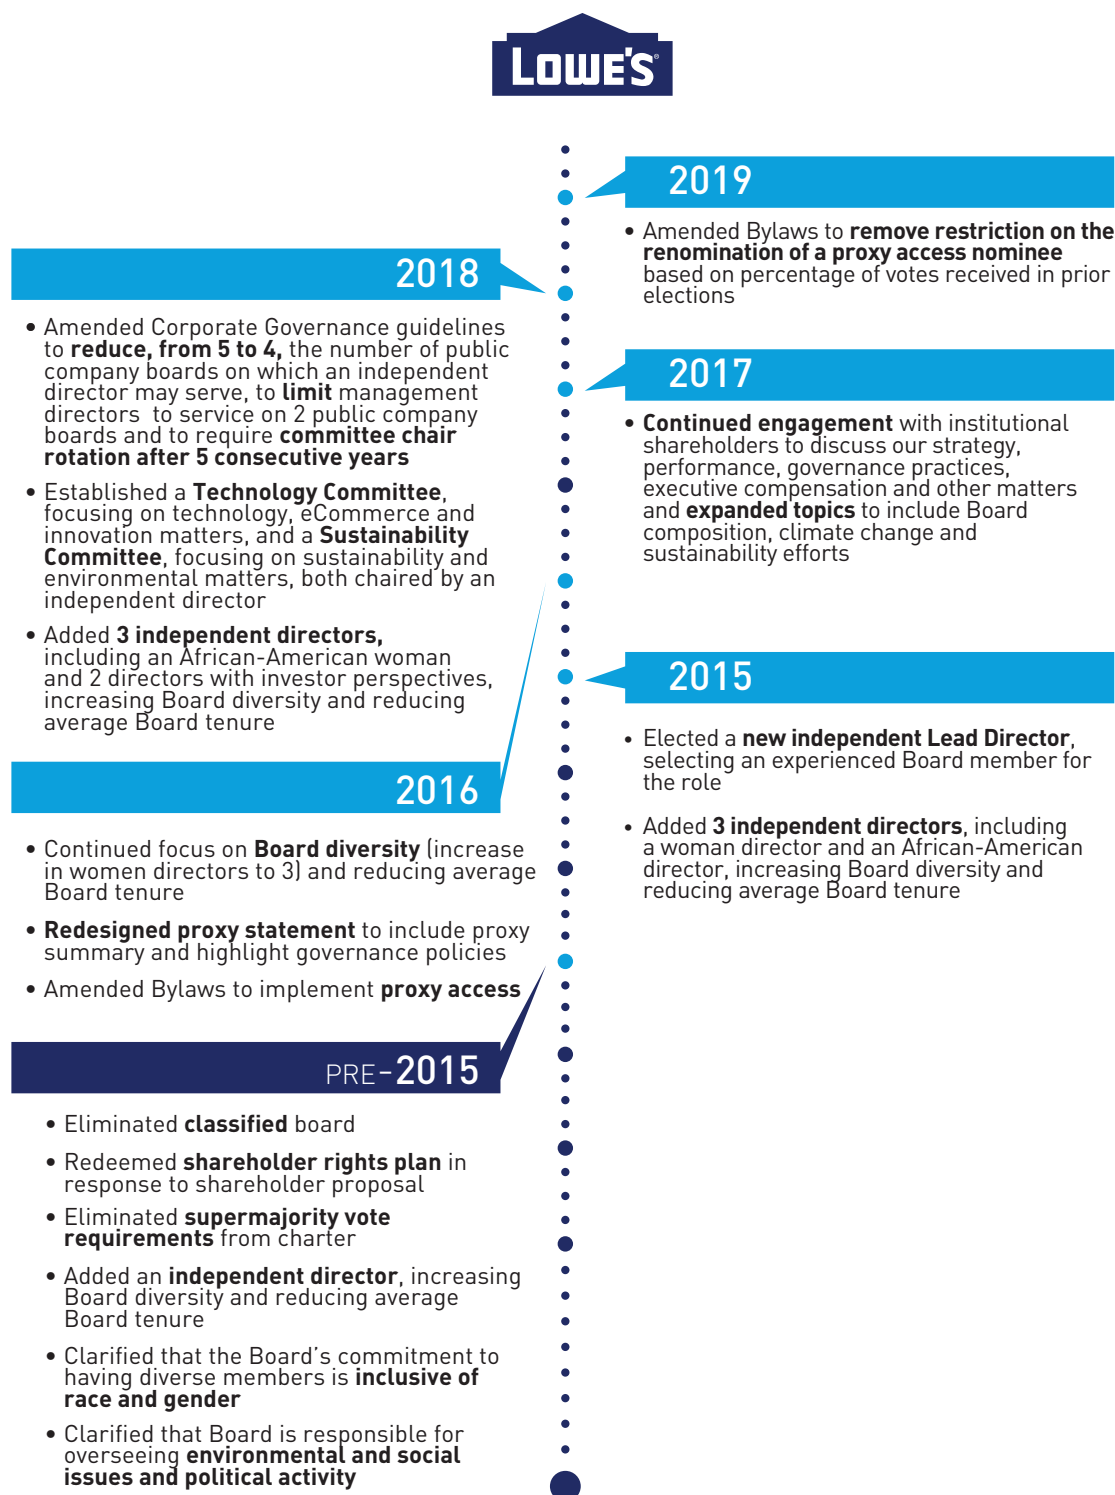 LOWE'S®
2019
• Amended Bylaws to remove restriction on the
renomination of a proxy access nominee
based on percentage of votes received in prior
elections
2018
• Amended Corporate Governance guidelines
to reduce, from 5 to 4, the number of public
company boards on which an independent
director may serve, to limit management
directors to service on 2 public company
boards and to require committee chair
rotation after 5 consecutive years
• Established a Technology Committee,
focusing on technology, eCommerce and
innovation matters, and a Sustainability
Committee, focusing on sustainability and
environmental matters, both chaired by an
independent director
• Added 3 independent directors,
including an African-American woman
and 2 directors with investor perspectives,
increasing Board diversity and reducing
average Board tenure
2017
• Continued engagement with institutional
shareholders to discuss our strategy,
performance, governance practices,
executive compensation and other matters
and expanded topics to include Board
composition, climate change and
sustainability efforts
2016
• Continued focus on Board diversity (increase
in women directors to 3) and reducing average
Board tenure
• Redesigned proxy statement to include proxy
summary and highlight governance policies
• Amended Bylaws to implement proxy access
2015
• Elected a new independent Lead Director,
selecting an experienced Board member for
the role
• Added 3 independent directors, including
a woman director and an African-American
director, increasing Board diversity and
reducing average Board tenure
PRE-2015
• Eliminated classified board
• Redeemed shareholder rights plan in
response to shareholder proposal
• Eliminated supermajority vote
requirements from charter
• Added an independent director, increasing
Board diversity and reducing average
Board tenure
• Clarified that the Board's commitment to
having diverse members is inclusive of
race and gender
• Clarified that Board is responsible for
overseeing environmental and social
issues and political activity